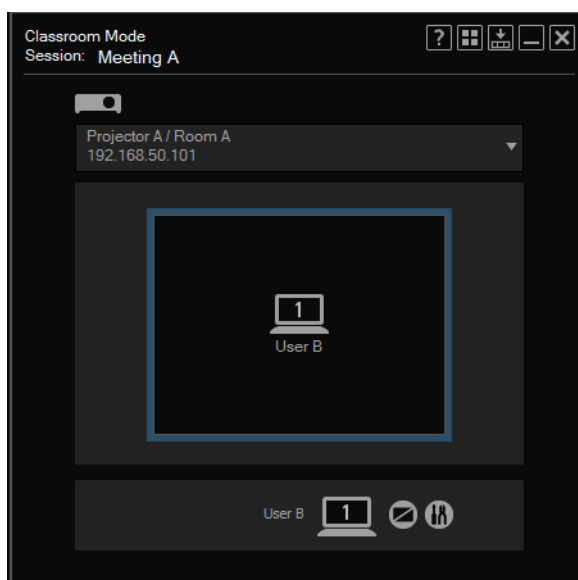 Classroom Mode
?
Session: Meeting A
Projector A / Room A
192.168.50.101
1
User B
User B 1